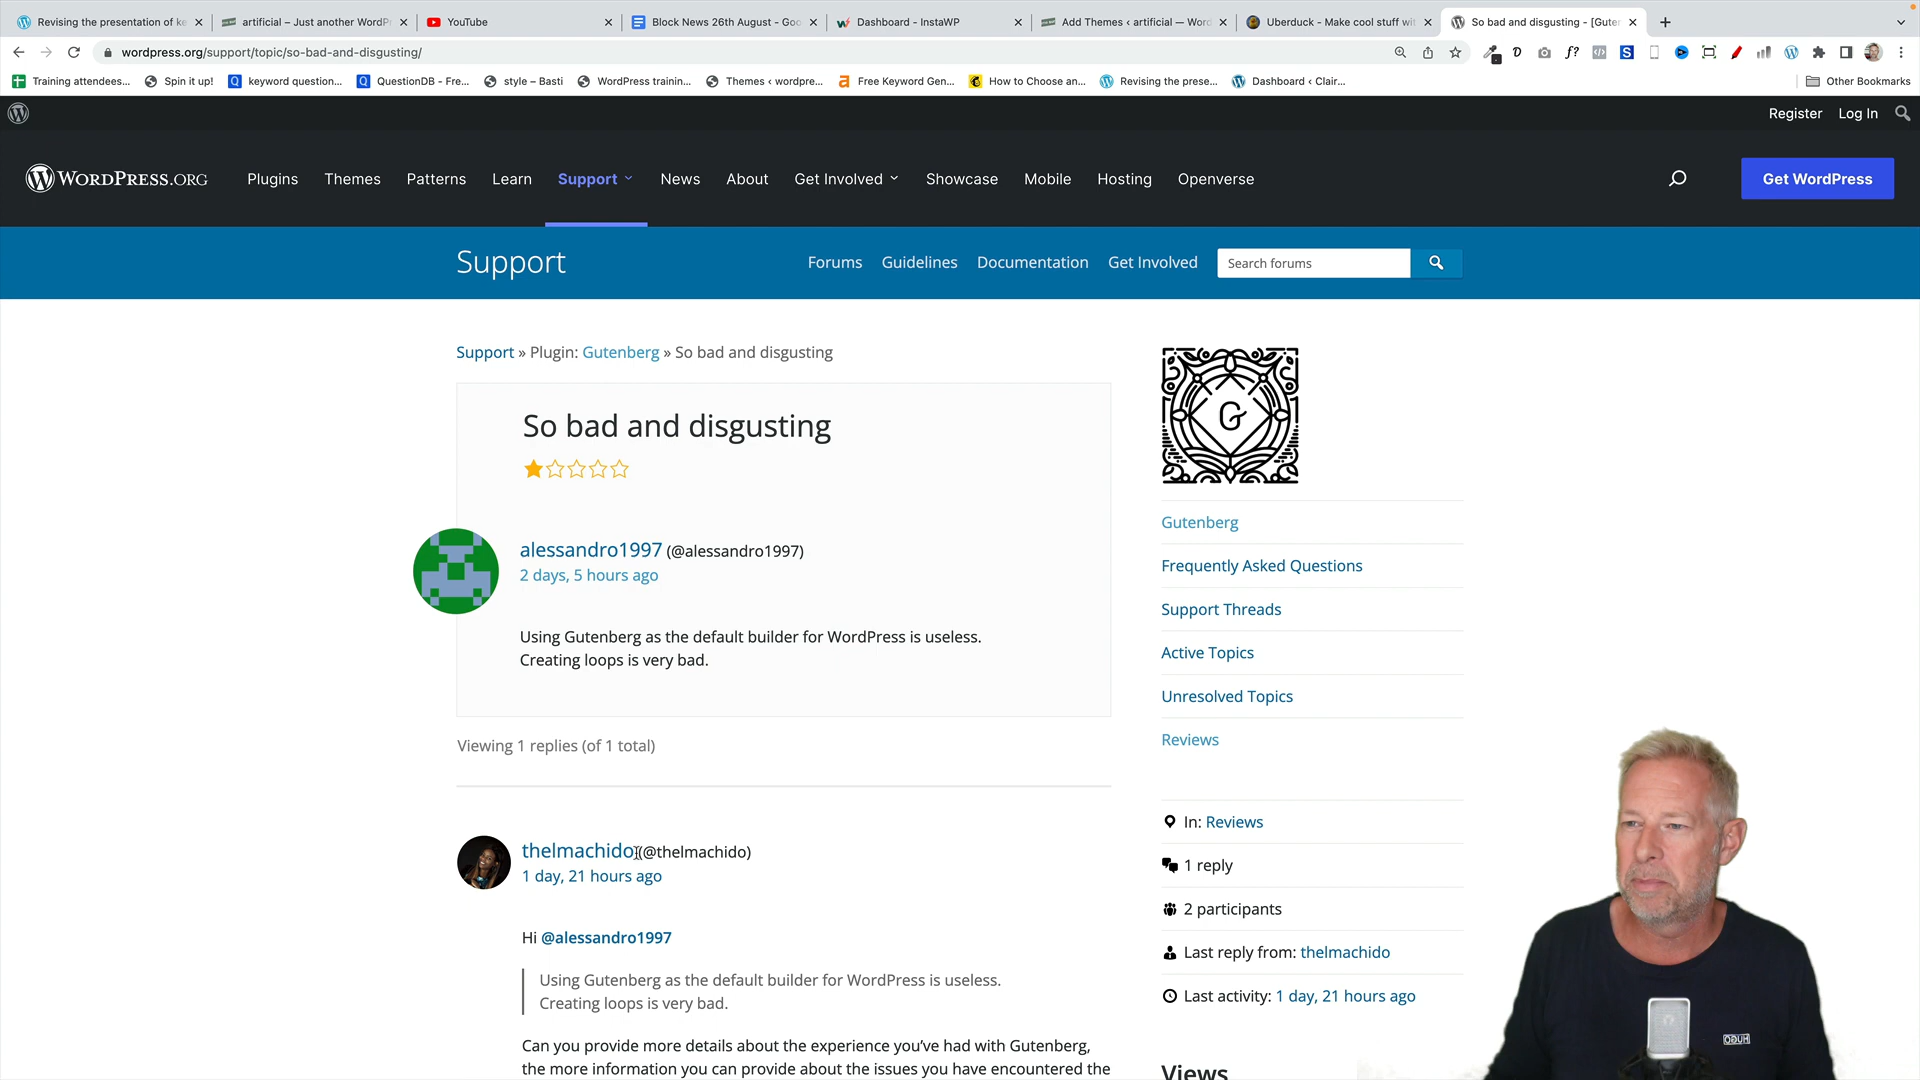 Revising the presentation of ke
artificial – Just another WordPr
YouTube
Block News 26th August - Goo
Dashboard - InstaWP
Add Themes ‹ artificial — Word
Uberduck - Make cool stuff wit
So bad and disgusting - [Guten
wordpress.org/support/topic/so-bad-and-disgusting/
Training attendees...
Spin it up!
keyword question...
QuestionDB - Fre...
style – Basti
WordPress trainin...
Themes ‹ wordpre...
Free Keyword Gen...
How to Choose an...
Revising the prese...
Dashboard ‹ Clair...
Other Bookmarks
Register
Log In
WORDPRESS.ORG
Plugins
Themes
Patterns
Learn
Support
News
About
Get Involved
Showcase
Mobile
Hosting
Openverse
Get WordPress
Support
Forums
Guidelines
Documentation
Get Involved
Search forums
Support » Plugin: Gutenberg » So bad and disgusting
So bad and disgusting
alessandro1997 (@alessandro1997)
2 days, 5 hours ago
Using Gutenberg as the default builder for WordPress is useless.
Creating loops is very bad.
Viewing 1 replies (of 1 total)
thelmachido (@thelmachido)
1 day, 21 hours ago
Hi @alessandro1997
Using Gutenberg as the default builder for WordPress is useless.
Creating loops is very bad.
Can you provide more details about the experience you've had with Gutenberg,
the more information you can provide about the issues you have encountered the
G
Gutenberg
Frequently Asked Questions
Support Threads
Active Topics
Unresolved Topics
Reviews
In: Reviews
1 reply
2 participants
Last reply from: thelmachido
Last activity: 1 day, 21 hours ago
Views